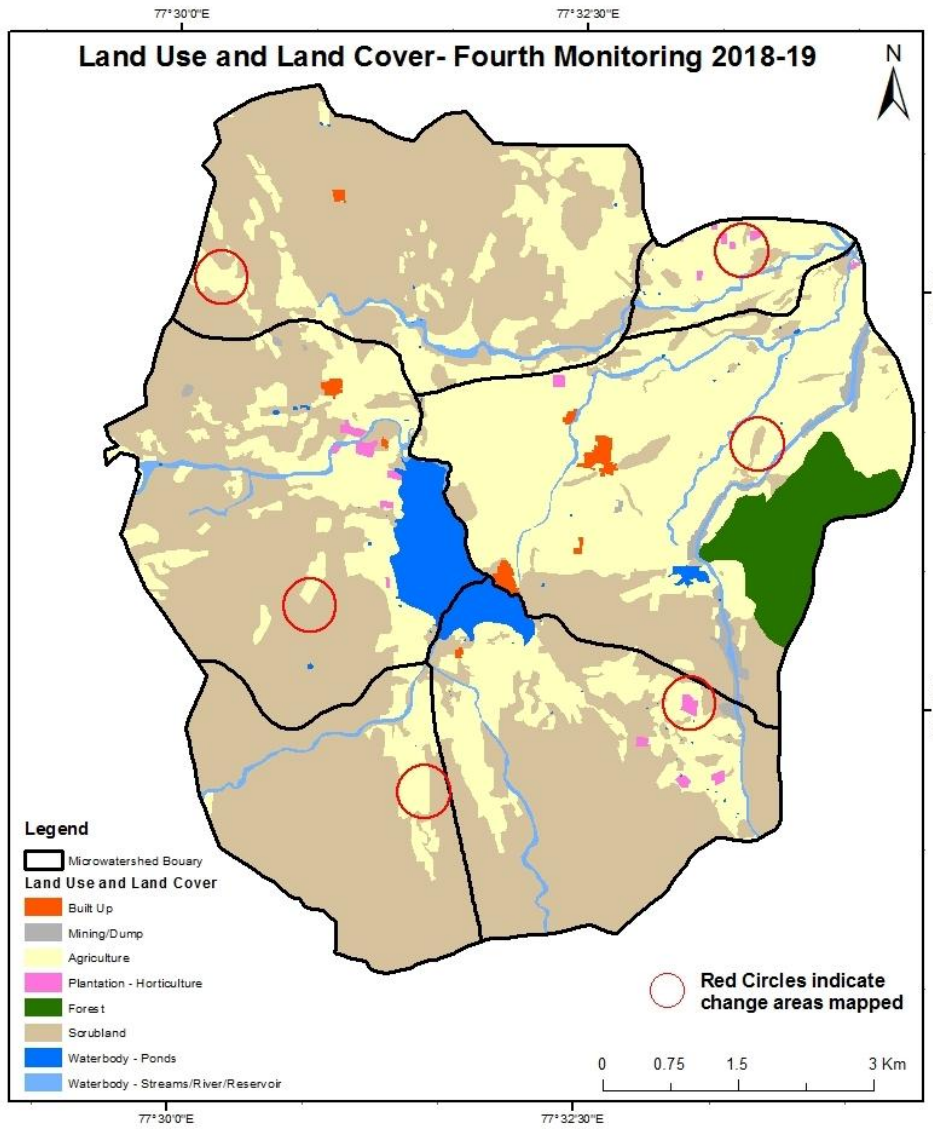 77°30'0"E
77°32'30"E
Land Use and Land Cover- Fourth Monitoring 2018-19
N
Legend
Microwatershed Bouary
Land Use and Land Cover
Built Up
Mining/Dump
Agriculture
Plantation - Horticulture
Forest
Scrubland
Waterbody - Ponds
Waterbody - Streams/River/Reservoir
Red Circles indicate
change areas mapped
0 0.75 1.5 3 Km
77°30'0"E
77°32'30"E